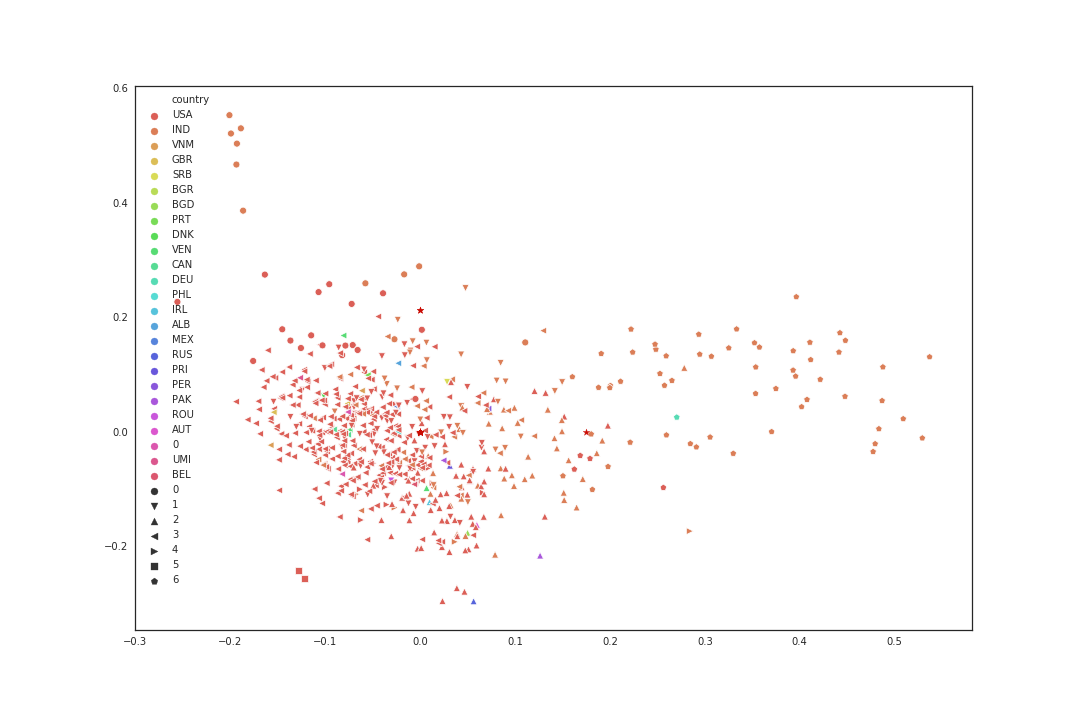 0.6
0.4
0.2
0.0
−0.2
country
USA
IND
VNM
GBR
SRB
BGR
BGD
PRT
DNK
VEN
CAN
DEU
PHL
IRL
ALB
MEX
RUS
PRI
PER
PAK
ROU
AUT
0
UMI
BEL
0
1
2
3
4
5
6
−0.3 −0.2 −0.1 0.0 0.1 0.2 0.3 0.4 0.5